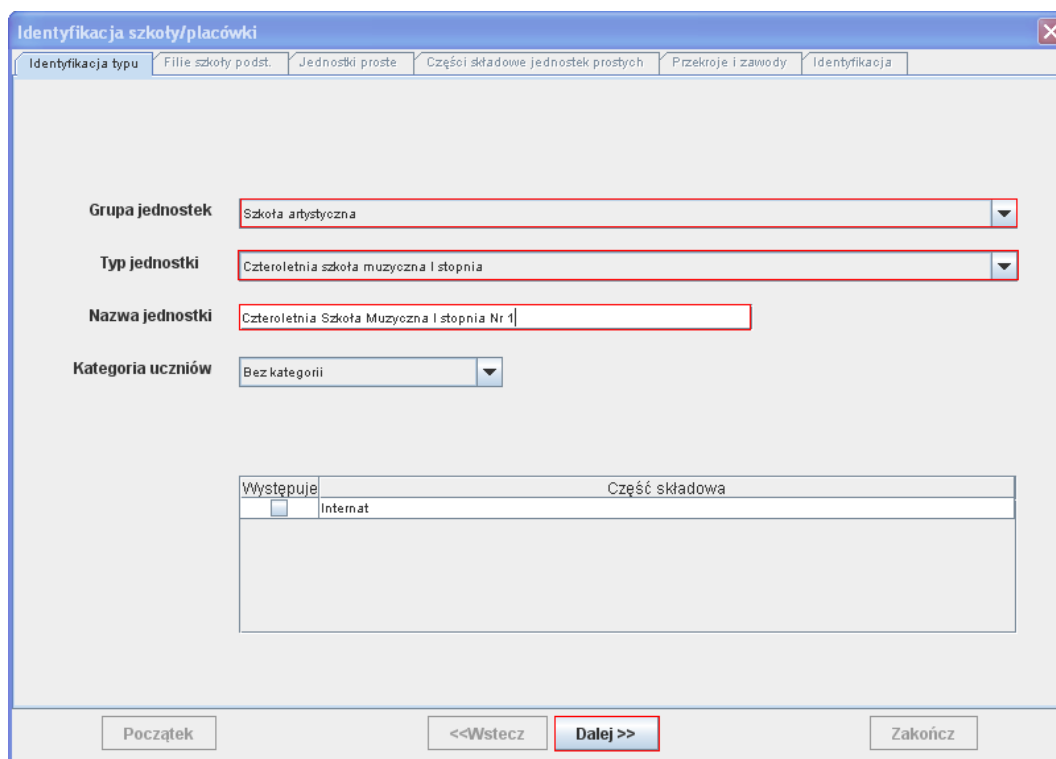 Identyfikacja szkoły/placówki
Identyfikacja typu Filie szkoły podst. Jednostki proste Części składowe jednostek prostych Przekroje i zawody Identyfikacja
Grupa jednostek Szkoła artystyczna
Typ jednostki Czteroletnia szkoła muzyczna I stopnia
Nazwa jednostki Czteroletnia Szkoła Muzyczna I stopnia Nr 1
Kategoria uczniów Bez kategorii
Występuje Część składowa
Internat
Początek <<Wstecz Dalej >> Zakończ